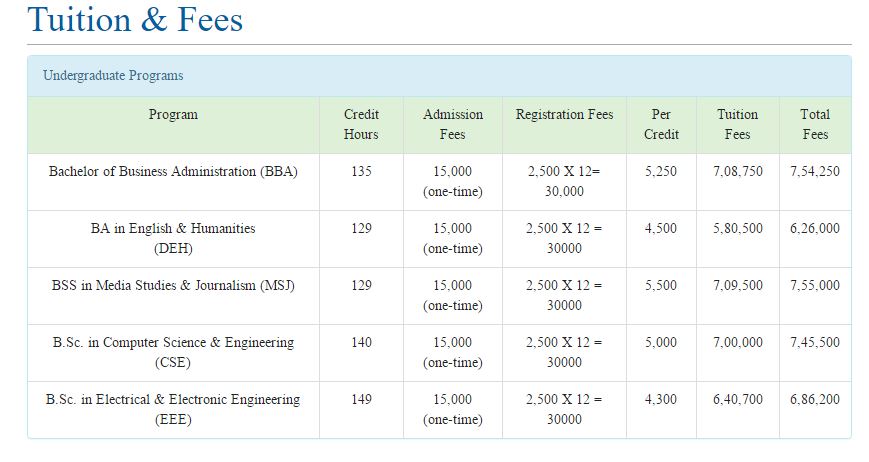 Tuition & Fees
Undergraduate Programs
Program Credit Hours Admission Fees Registration Fees Per Credit Tuition Fees Total Fees
Bachelor of Business Administration (BBA) 135 15,000 (one-time) 2,500 X 12= 30,000 5,250 7,08,750 7,54,250
BA in English & Humanities (DEH) 129 15,000 (one-time) 2,500 X 12 = 30000 4,500 5,80,500 6,26,000
BSS in Media Studies & Journalism (MSJ) 129 15,000 (one-time) 2,500 X 12 = 30000 5,500 7,09,500 7,55,000
B.Sc. in Computer Science & Engineering (CSE) 140 15,000 (one-time) 2,500 X 12 = 30000 5,000 7,00,000 7,45,500
B.Sc. in Electrical & Electronic Engineering (EEE) 149 15,000 (one-time) 2,500 X 12 = 30000 4,300 6,40,700 6,86,200